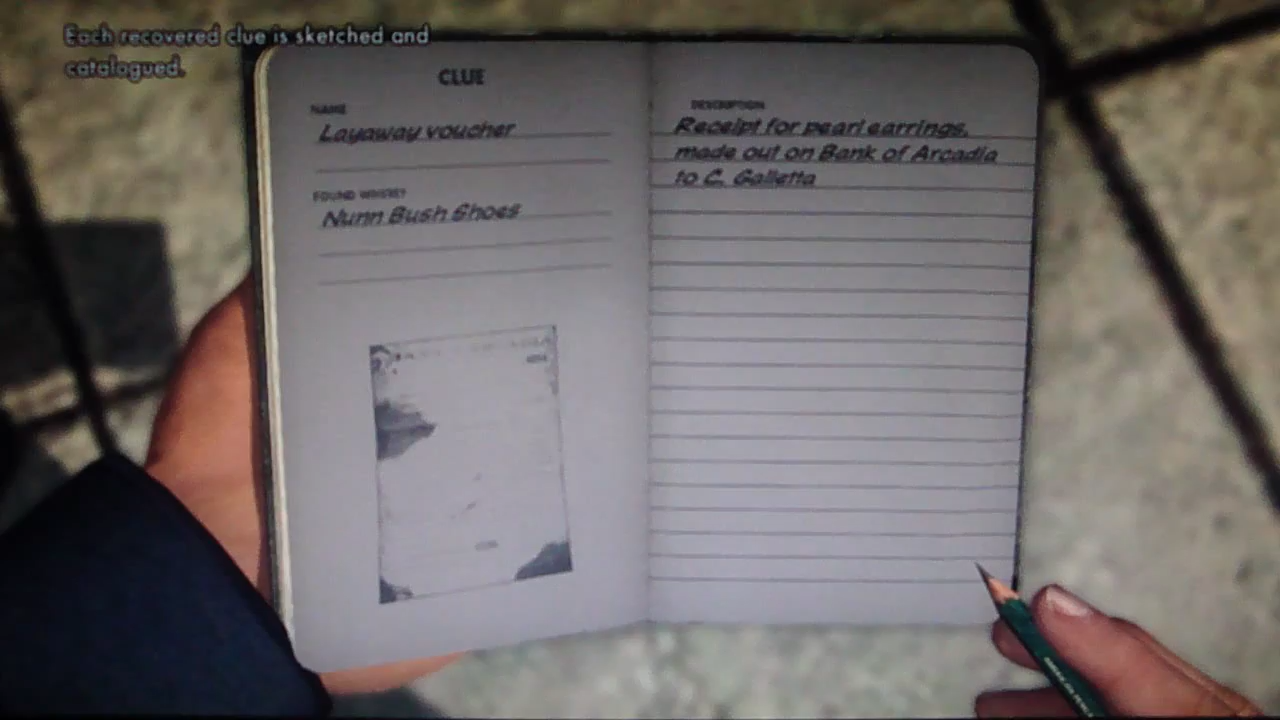 Each recovered clue is sketched and
catalogued.
CLUE
NAME
Layaway voucher
FOUND WHERE?
Nunn Bush Shoes
DESCRIPTION
Receipt for pearl earrings,
made out on Bank of Arcadia
to C. Galletta